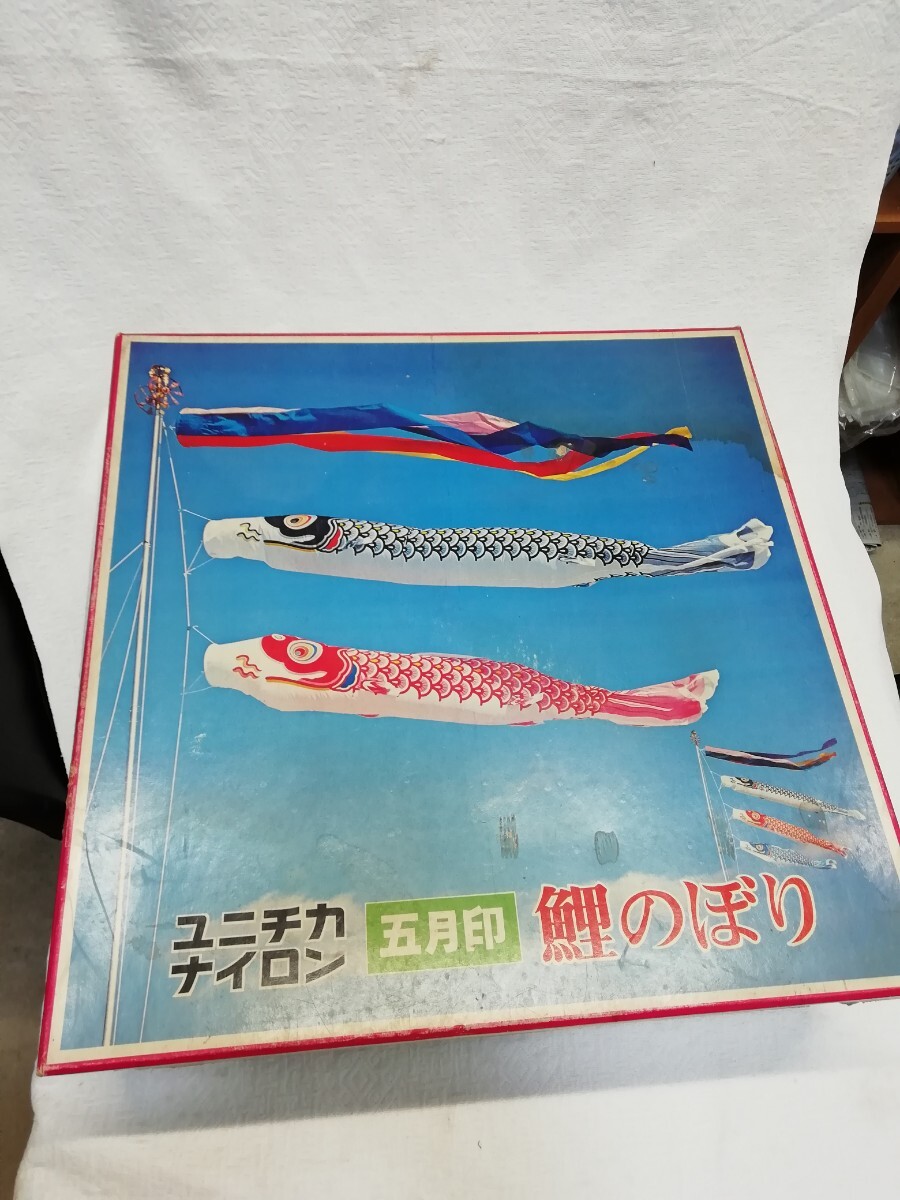 ユニチカ
ナイロン
五月印
鯉のぼり